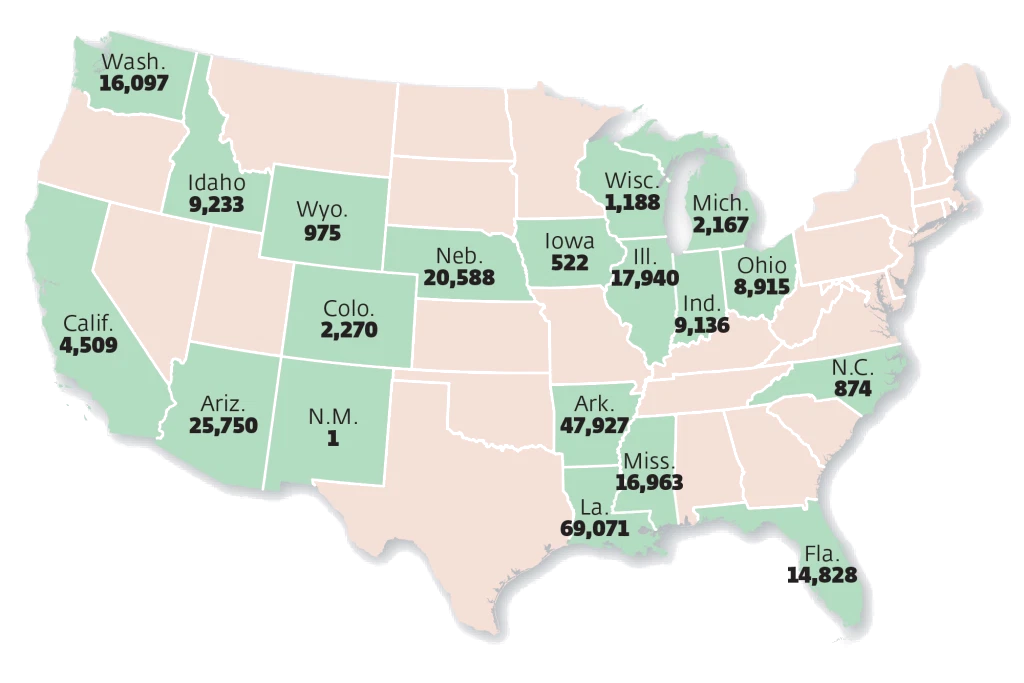 Wash.
16,097
Idaho
9,233
Wyo.
975
Neb.
20,588
Iowa
522
Wisc.
1,188
Mich.
2,167
Ill.
17,940
Ind.
9,136
Ohio
8,915
Calif.
4,509
Colo.
2,270
Ariz.
25,750
N.M.
1
Ark.
47,927
N.C.
874
Miss.
16,963
La.
69,071
Fla.
14,828